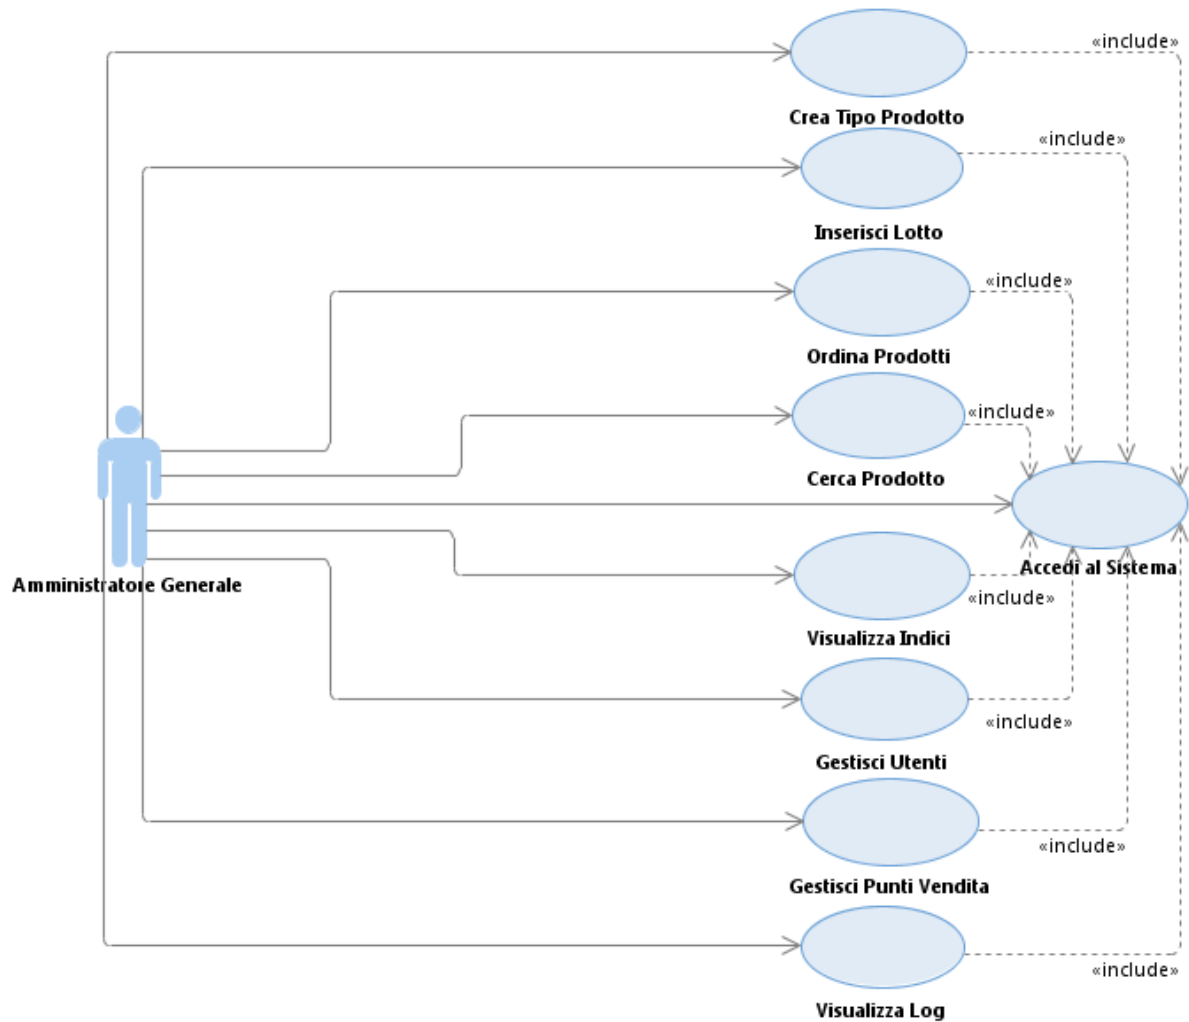 «include»
Crea Tipo Prodotto
«include»
Inserisci Lotto
«include»
Ordina Prodotti
«include»
Cerca Prodotto
Accedi al Sistema
Amministratore Generale
«include»
Visualizza Indici
«include»
Gestisci Utenti
«include»
Gestisci Punti Vendita
«include»
Visualizza Log